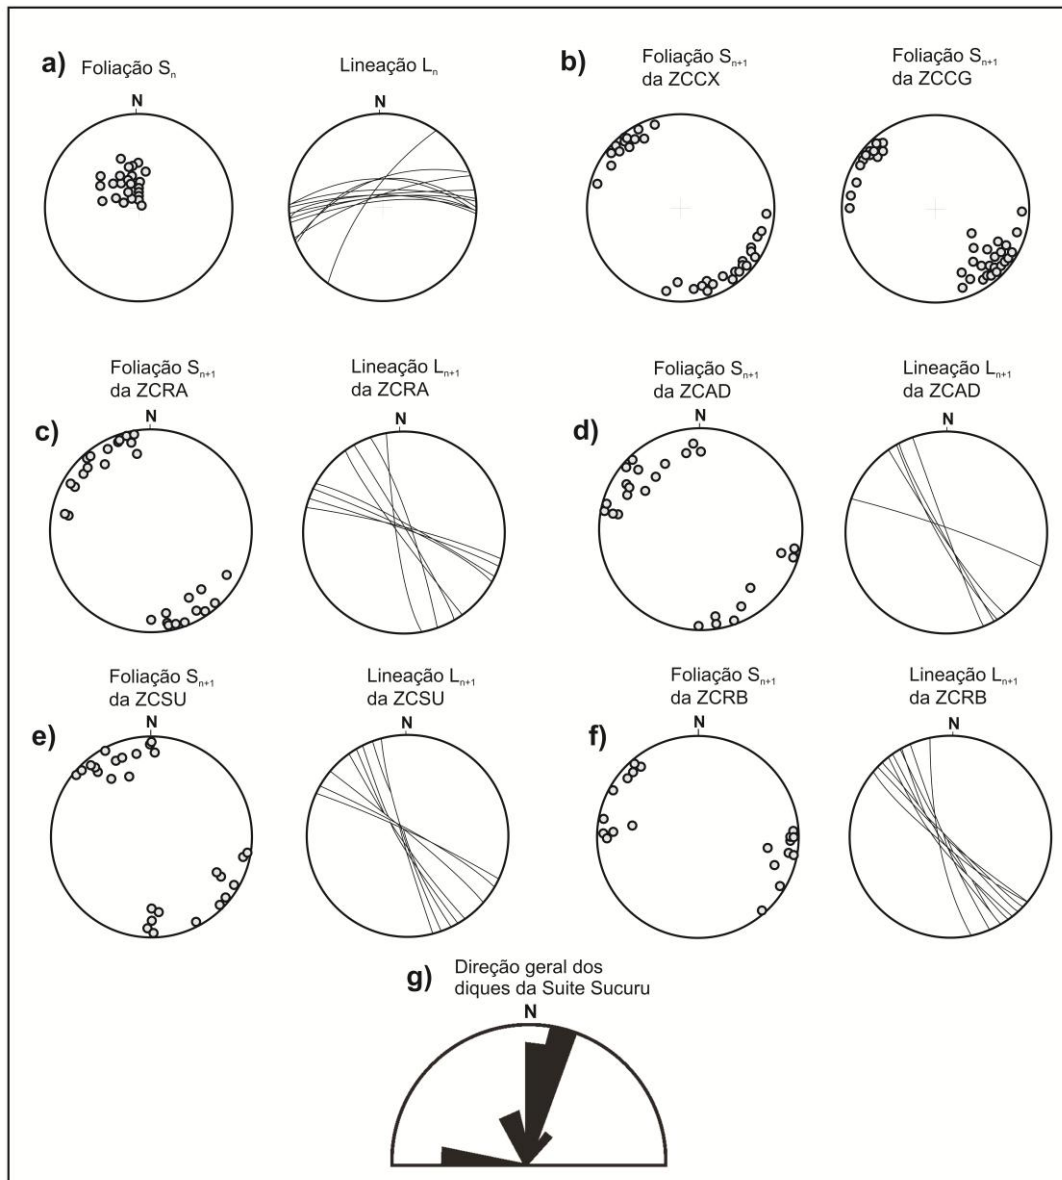 a)
Foliação Sn
N
Lineação Ln
N
b)
Foliação Sn+1
da ZCCX
Foliação Sn+1
da ZCCG
c)
Foliação Sn+1
da ZCRA
N
Lineação Ln+1
da ZCRA
N
d)
Foliação Sn+1
da ZCAD
N
Lineação Ln+1
da ZCAD
N
e)
Foliação Sn+1
da ZCSU
N
Lineação Ln+1
da ZCSU
N
f)
Foliação Sn+1
da ZCRB
N
Lineação Ln+1
da ZCRB
N
g)
Direção geral dos
diques da Suite Sucuru
N